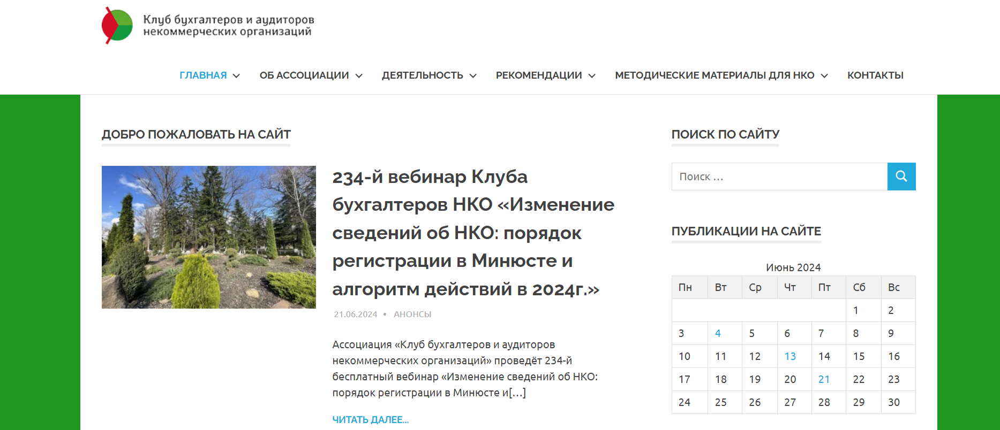 Клуб бухгалтеров и аудиторов
некоммерческих организаций
ГЛАВНАЯ ОБ АССОЦИАЦИИ ДЕЯТЕЛЬНОСТЬ РЕКОМЕНДАЦИИ МЕТОДИЧЕСКИЕ МАТЕРИАЛЫ ДЛЯ НКО КОНТАКТЫ
ДОБРО ПОЖАЛОВАТЬ НА САЙТ
234-й вебинар Клуба
бухгалтеров НКО «Изменение
сведений об НКО: порядок
регистрации в Минюсте и
алгоритм действий в 2024г.»
21.06.2024 • АНОНСЫ
Ассоциация «Клуб бухгалтеров и аудиторов
некоммерческих организаций» проведёт 234-й
бесплатный вебинар «Изменение сведений об НКО:
порядок регистрации в Минюсте и[…]
ЧИТАТЬ ДАЛЕЕ...
ПОИСК ПО САЙТУ
Поиск …
ПУБЛИКАЦИИ НА САЙТЕ
Июнь 2024
Пн Вт Ср Чт Пт Сб Вс
1 2
3 4 5 6 7 8 9
10 11 12 13 14 15 16
17 18 19 20 21 22 23
24 25 26 27 28 29 30